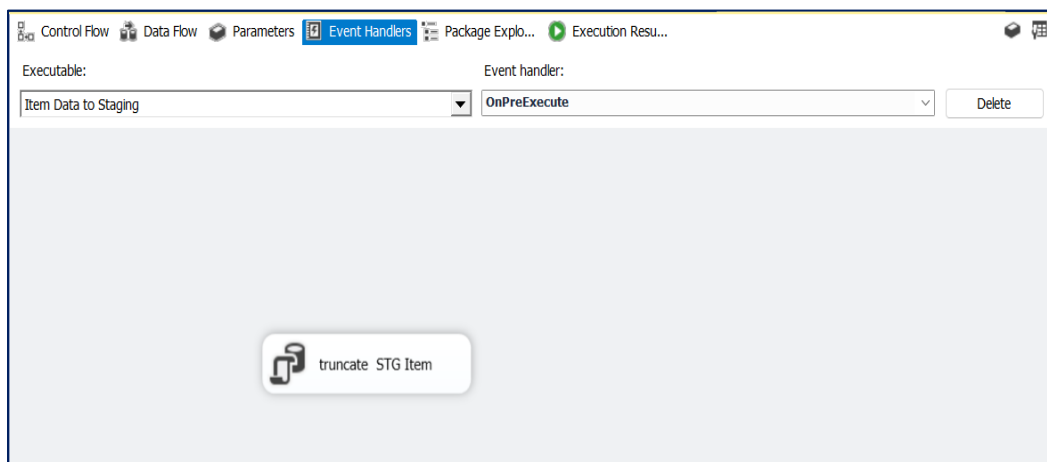 Control Flow Data Flow Parameters Event Handlers Package Explo... Execution Resu...
Executable: Event handler:
Item Data to Staging OnPreExecute Delete
truncate STG Item